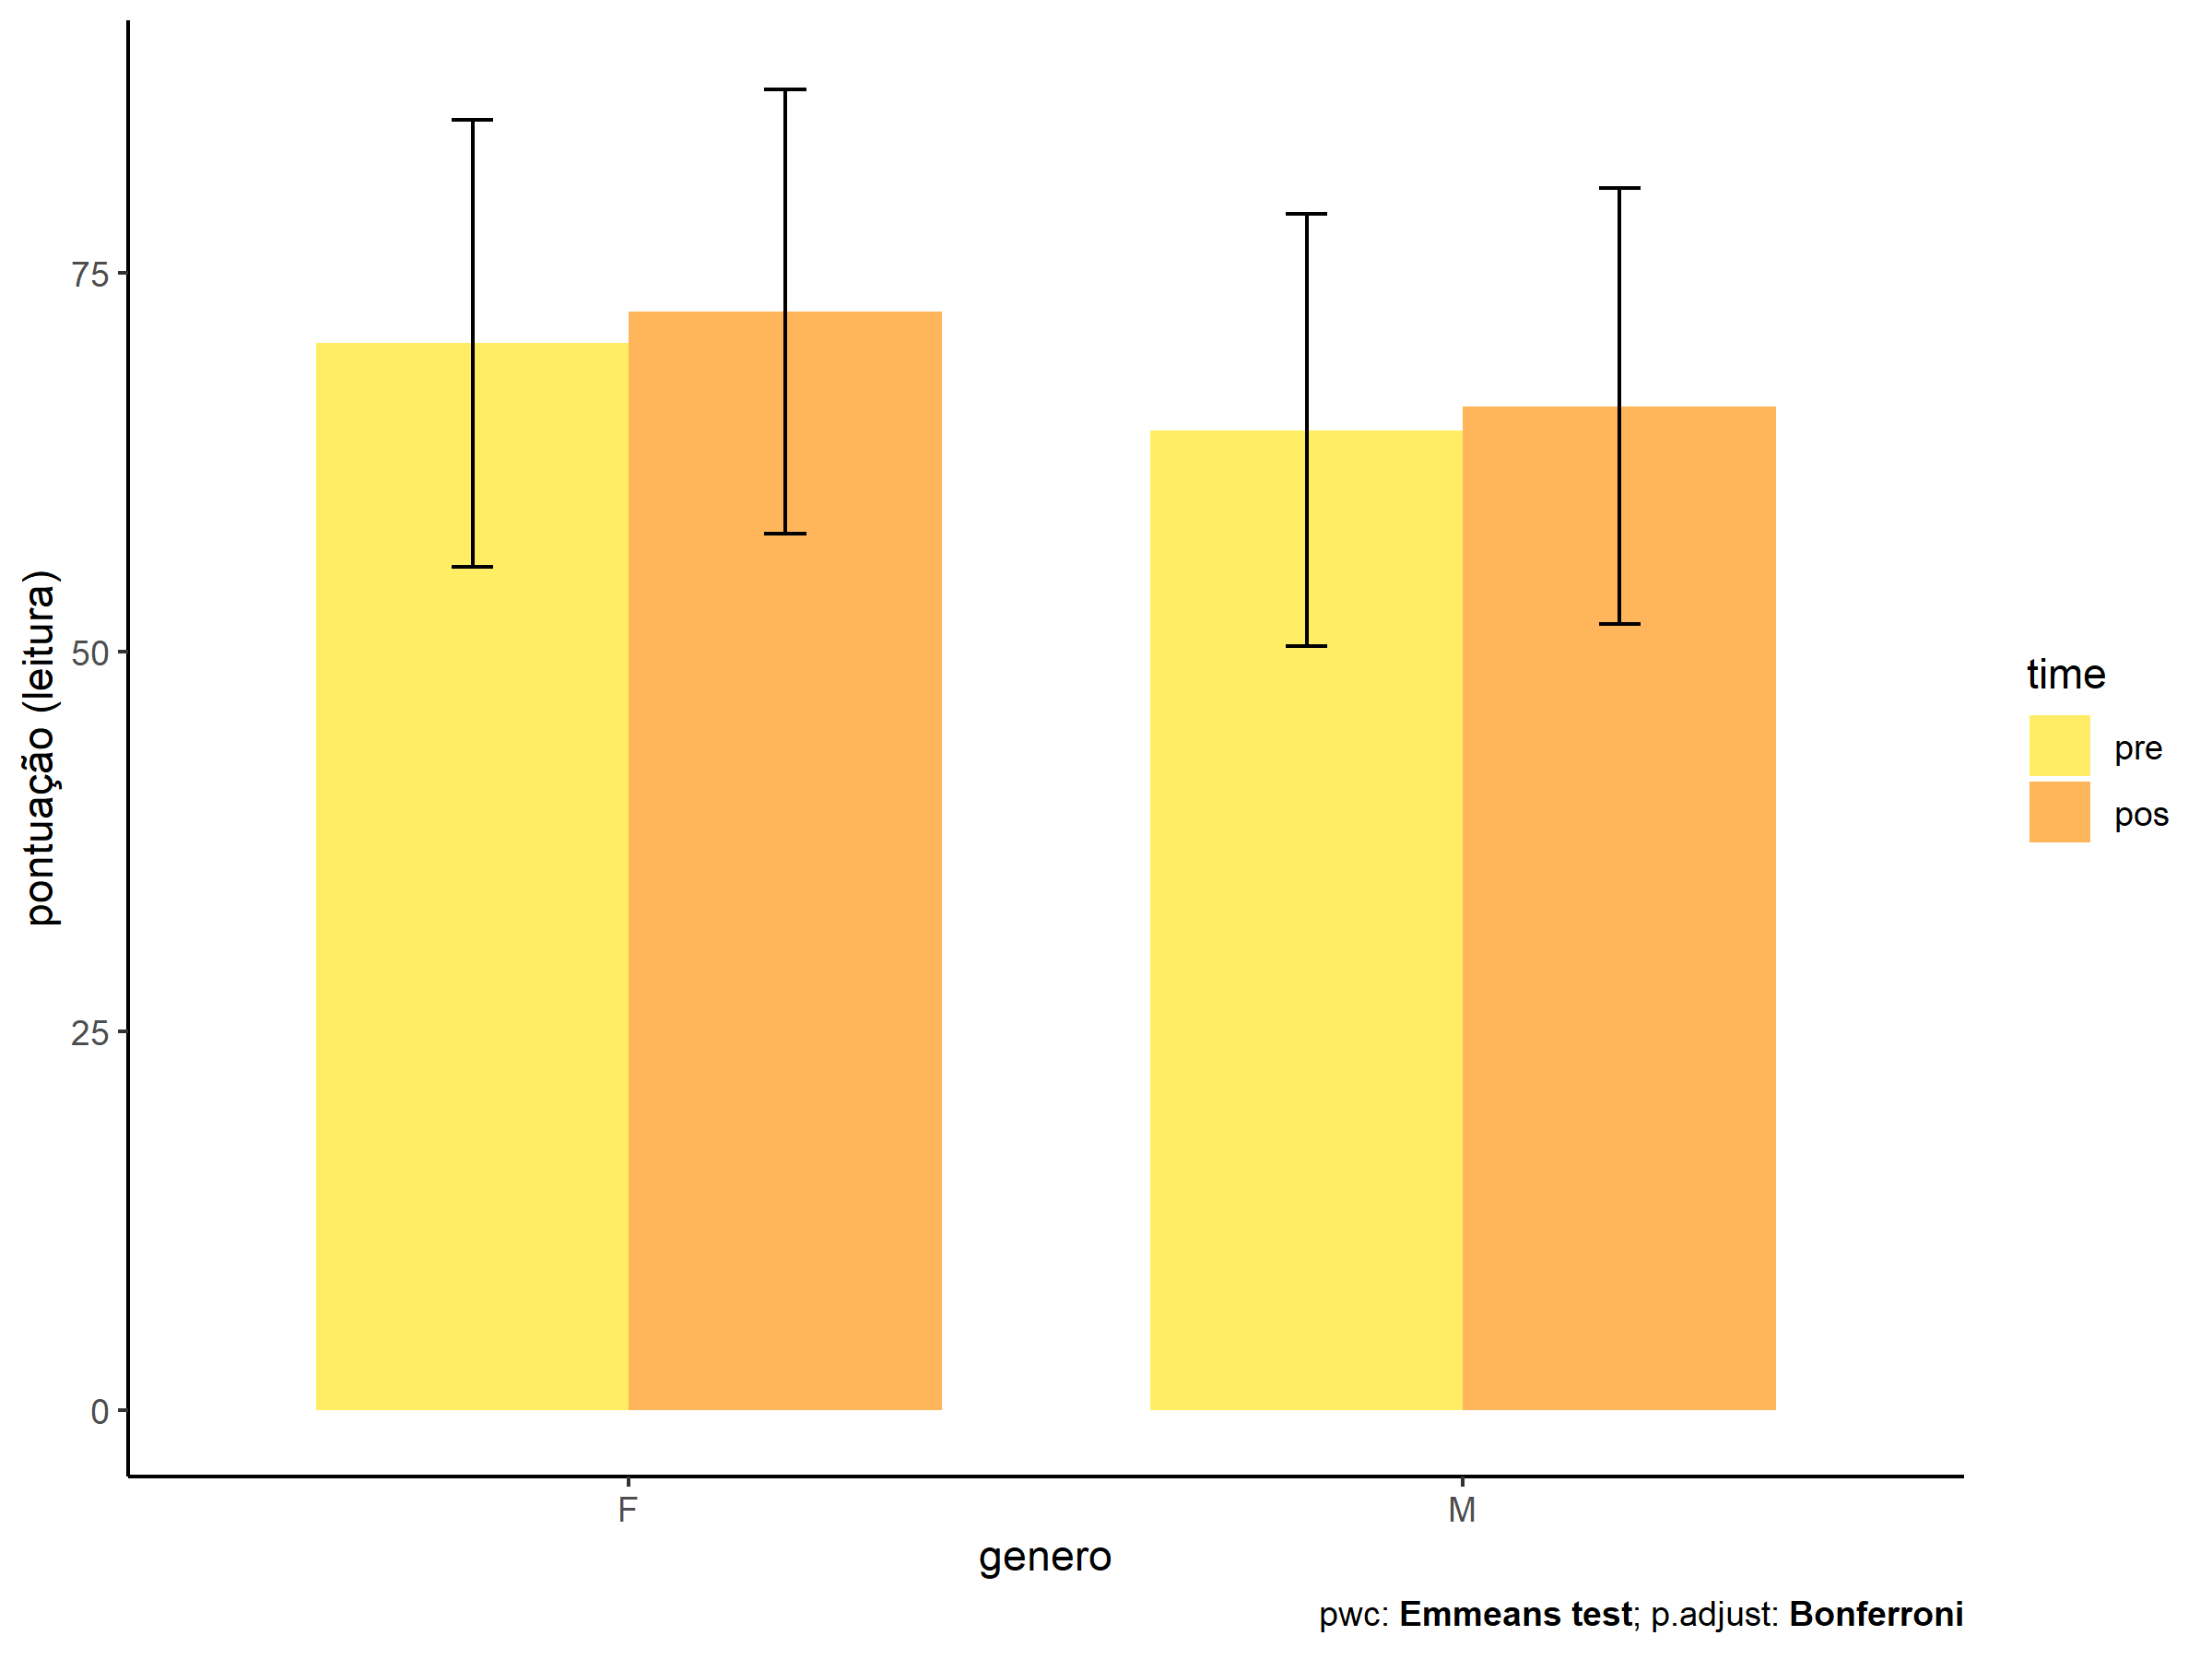 75
50
25
0
pontuação (leitura)
F
M
genero
time
pre
pos
pwc: Emmeans test; p.adjust: Bonferroni